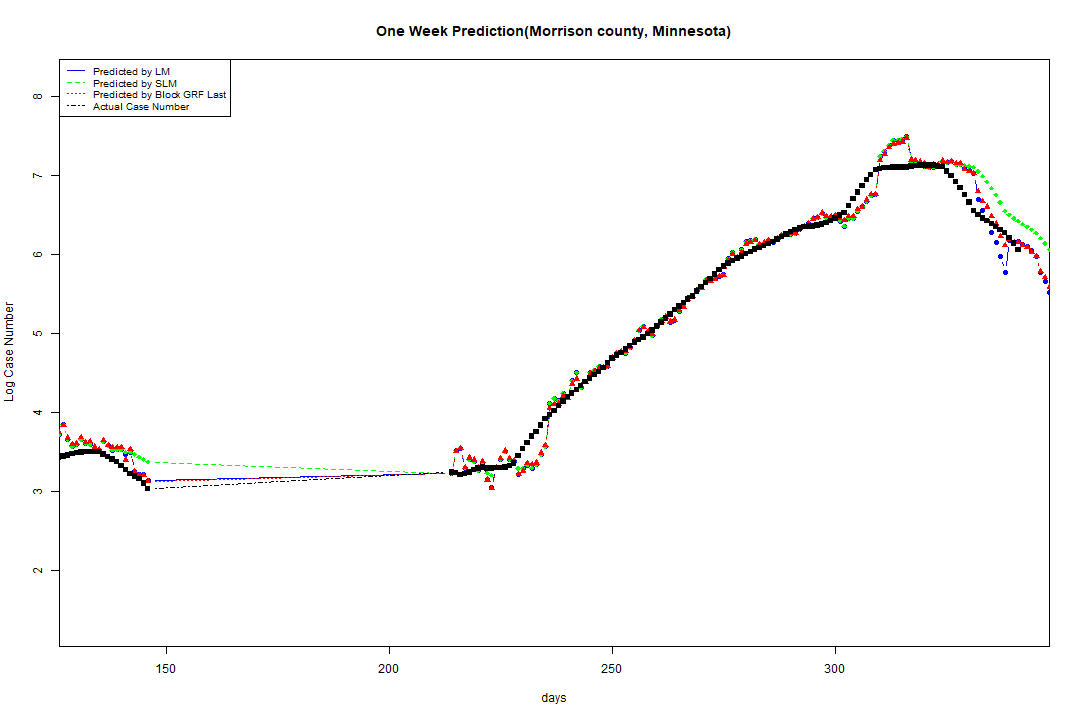 One Week Prediction(Morrison county, Minnesota)
Predicted by LM
Predicted by SLM
Predicted by Block GRF Last
Actual Case Number
Log Case Number
8
7
6
5
4
3
2
150 200 250 300
days